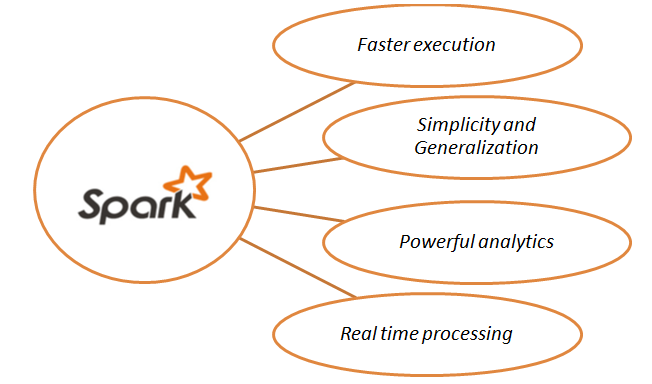 Faster execution
Simplicity and
Generalization
Spark
Powerful analytics
Real time processing